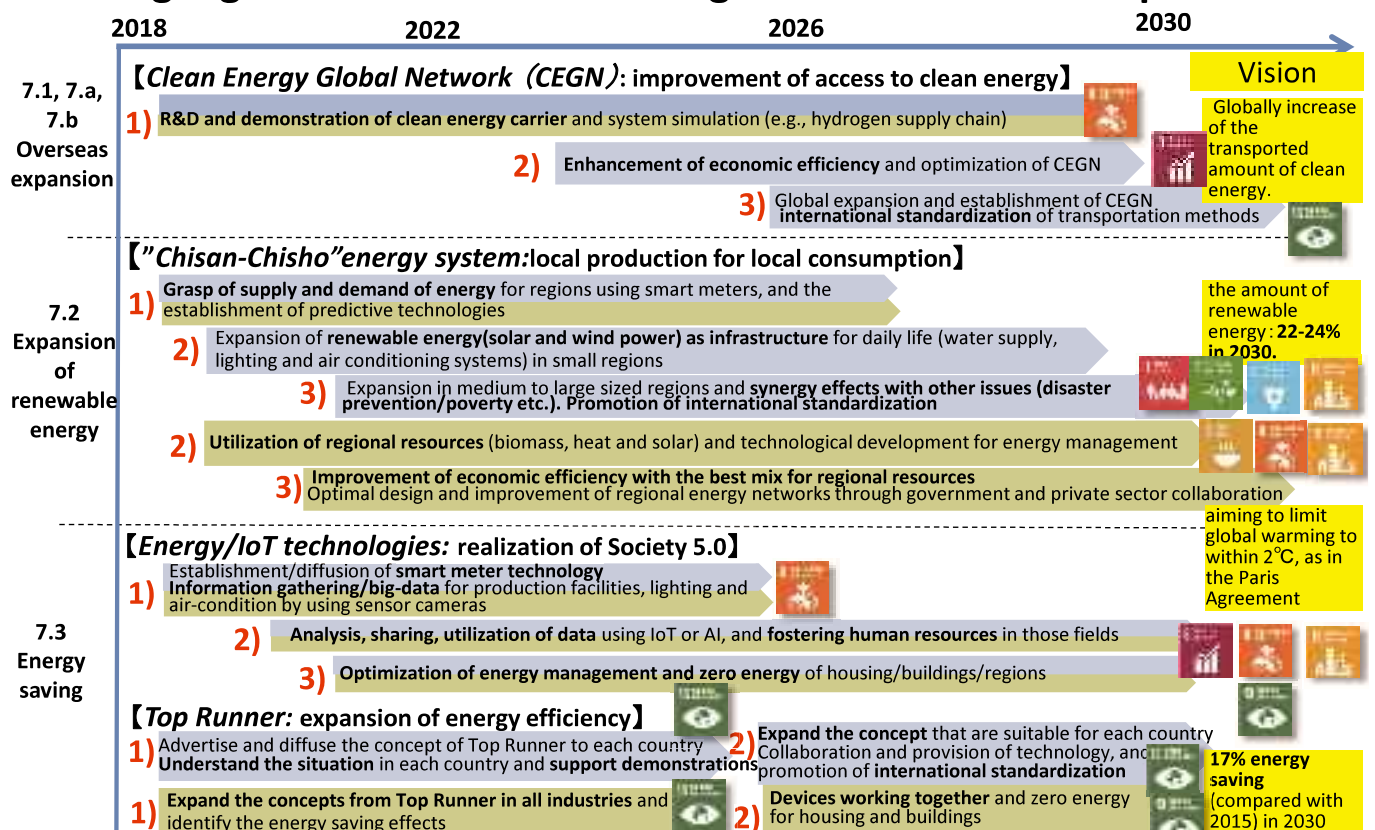 2018 2022 2026 2030
【Clean Energy Global Network（CEGN）: improvement of access to clean energy】
Vision
7.1, 7.a,
7.b
Overseas
expansion
1) R&D and demonstration of clean energy carrier and system simulation (e.g., hydrogen supply chain)
2) Enhancement of economic efficiency and optimization of CEGN
3) Global expansion and establishment of CEGN
international standardization of transportation methods
Globally increase
of the
transported
amount of clean
energy.
【”Chisan-Chisho”energy system:local production for local consumption】
7.2
Expansion
of
renewable
energy
1) Grasp of supply and demand of energy for regions using smart meters, and the
establishment of predictive technologies
2) Expansion of renewable energy(solar and wind power) as infrastructure for daily life (water supply,
lighting and air conditioning systems) in small regions
3) Expansion in medium to large sized regions and synergy effects with other issues (disaster
prevention/poverty etc.). Promotion of international standardization
2) Utilization of regional resources (biomass, heat and solar) and technological development for energy management
3) Improvement of economic efficiency with the best mix for regional resources
Optimal design and improvement of regional energy networks through government and private sector collaboration
the amount of
renewable
energy : 22-24%
in 2030.
【Energy/IoT technologies: realization of Society 5.0】
7.3
Energy
saving
1) Establishment/diffusion of smart meter technology
Information gathering/big-data for production facilities, lighting and
air-condition by using sensor cameras
2) Analysis, sharing, utilization of data using IoT or AI, and fostering human resources in those fields
3) Optimization of energy management and zero energy of housing/buildings/regions
aiming to limit
global warming to
within 2℃, as in
the Paris
Agreement
【Top Runner: expansion of energy efficiency】
1) Advertise and diffuse the concept of Top Runner to each country
Understand the situation in each country and support demonstrations
2) Expand the concept that are suitable for each country
Collaboration and provision of technology, and
promotion of international standardization
1) Expand the concepts from Top Runner in all industries and
identify the energy saving effects
2) Devices working together and zero energy
for housing and buildings
17% energy
saving
(compared with
2015) in 2030